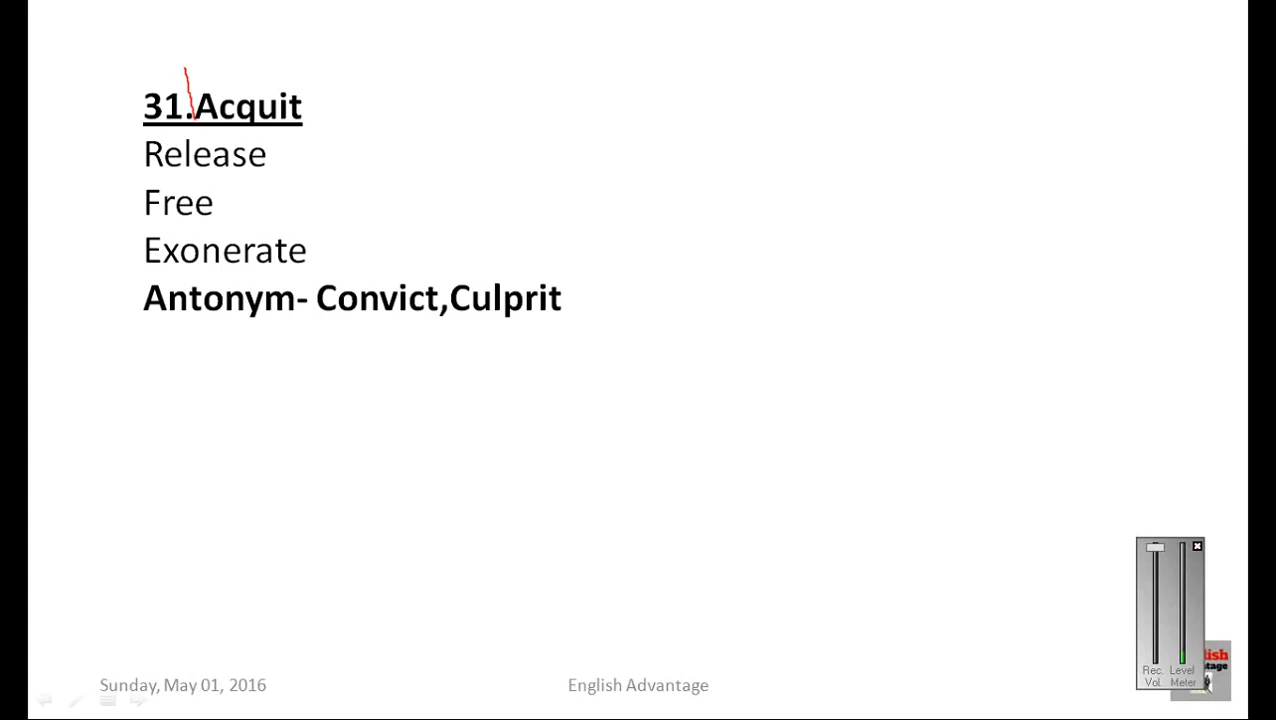 31.Acquit
Release
Free
Exonerate
Antonym- Convict,Culprit
Rec. Level
Vol. Meter
Sunday, May 01, 2016
English Advantage